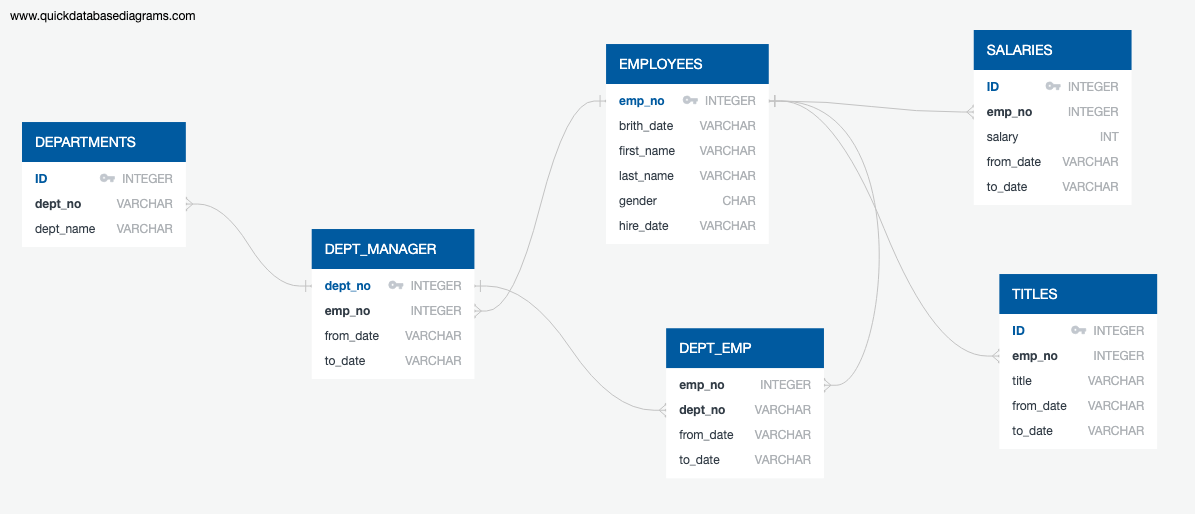 www.quickdatabasediagrams.com
DEPARTMENTS
ID INTEGER
dept_no VARCHAR
dept_name VARCHAR
DEPT_MANAGER
dept_no INTEGER
emp_no INTEGER
from_date VARCHAR
to_date VARCHAR
EMPLOYEES
emp_no INTEGER
brith_date VARCHAR
first_name VARCHAR
last_name VARCHAR
gender CHAR
hire_date VARCHAR
DEPT_EMP
emp_no INTEGER
dept_no VARCHAR
from_date VARCHAR
to_date VARCHAR
SALARIES
ID INTEGER
emp_no INTEGER
salary INT
from_date VARCHAR
to_date VARCHAR
TITLES
ID INTEGER
emp_no INTEGER
title VARCHAR
from_date VARCHAR
to_date VARCHAR